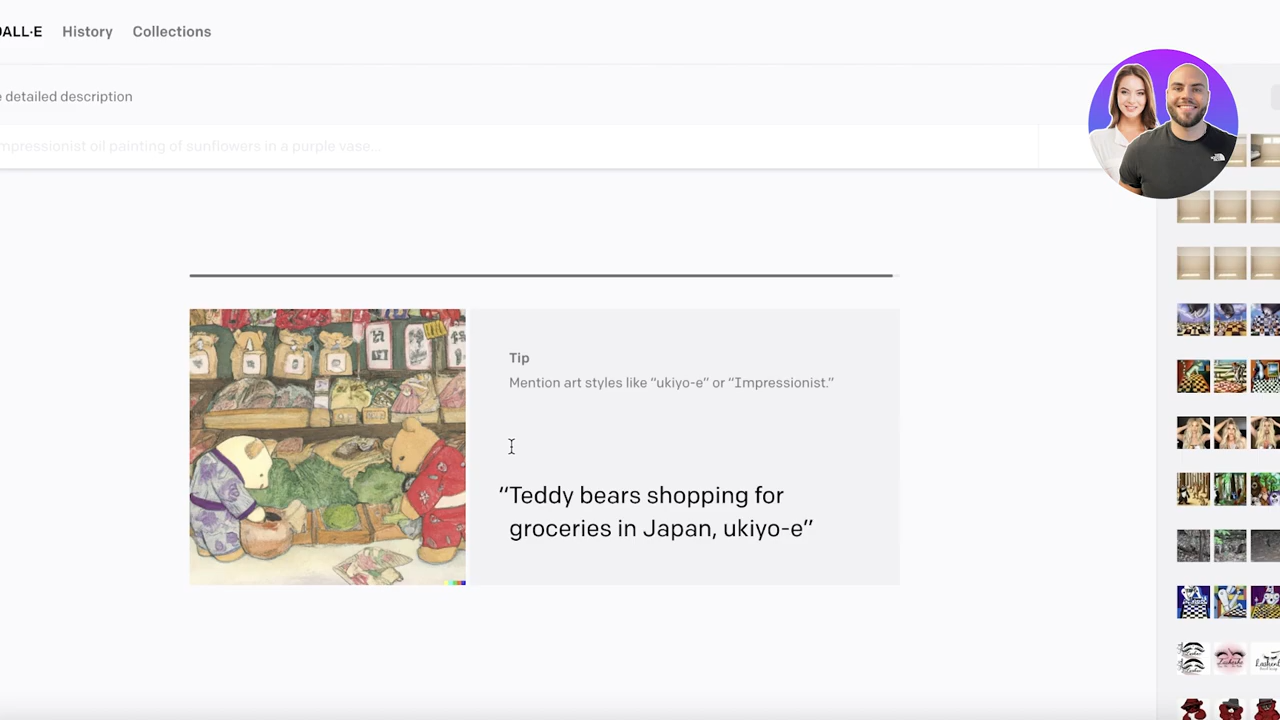 DALL·E History Collections
detailed description
mpressionist oil painting of sunflowers in a purple vase...
Tip
Mention art styles like “ukiyo-e” or “Impressionist.”
“Teddy bears shopping for
groceries in Japan, ukiyo-e”